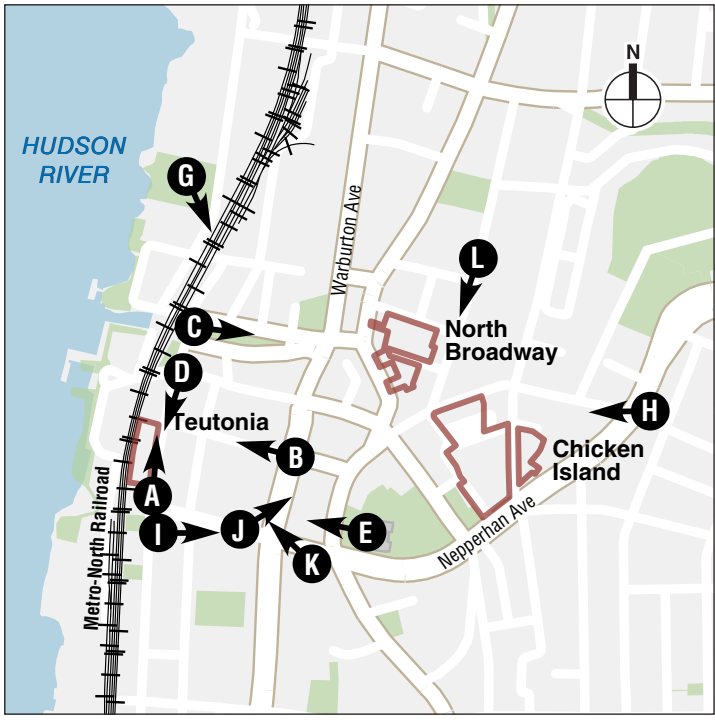 N
HUDSON
RIVER
G
Warburton Ave
L
C
North
Broadway
D
Teutonia
H
B
Chicken
Island
A
Metro-North Railroad
I
J
E
Nepperhan Ave
K